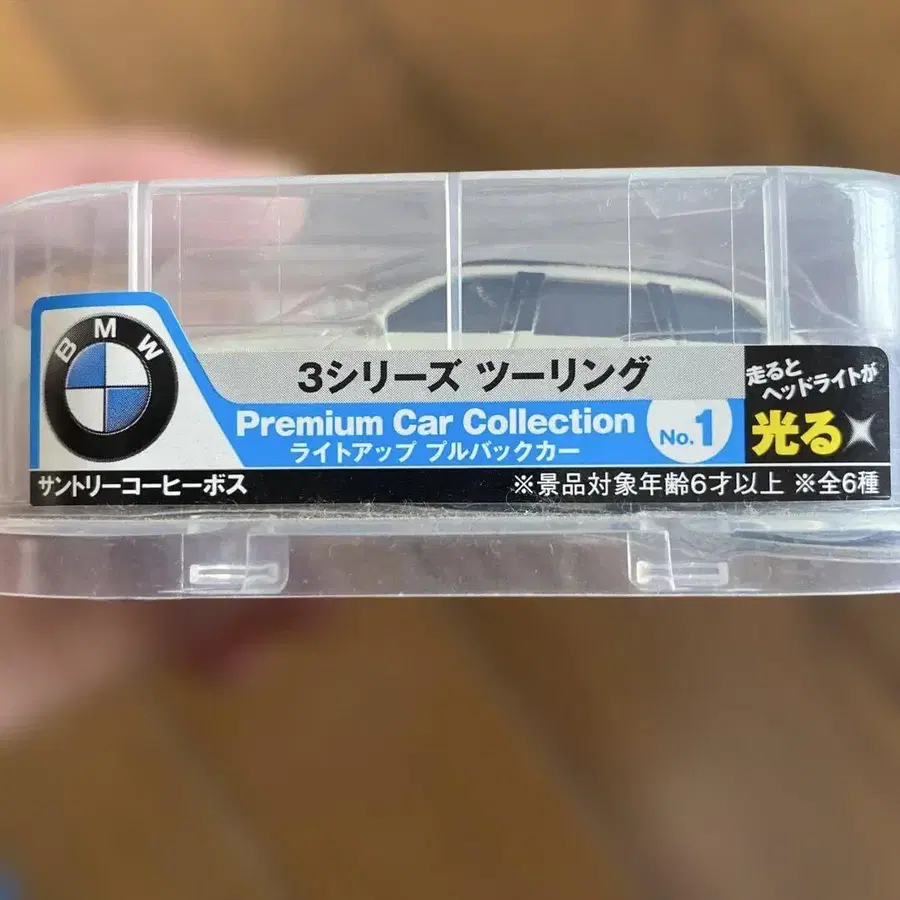 BMW
3シリーズ ツーリング
Premium Car Collection No.1
ライトアップ プルバックカー
走ると
ヘッドライトが
光る
サントリーコーヒーボス ※景品対象年齢6才以上 ※全6種